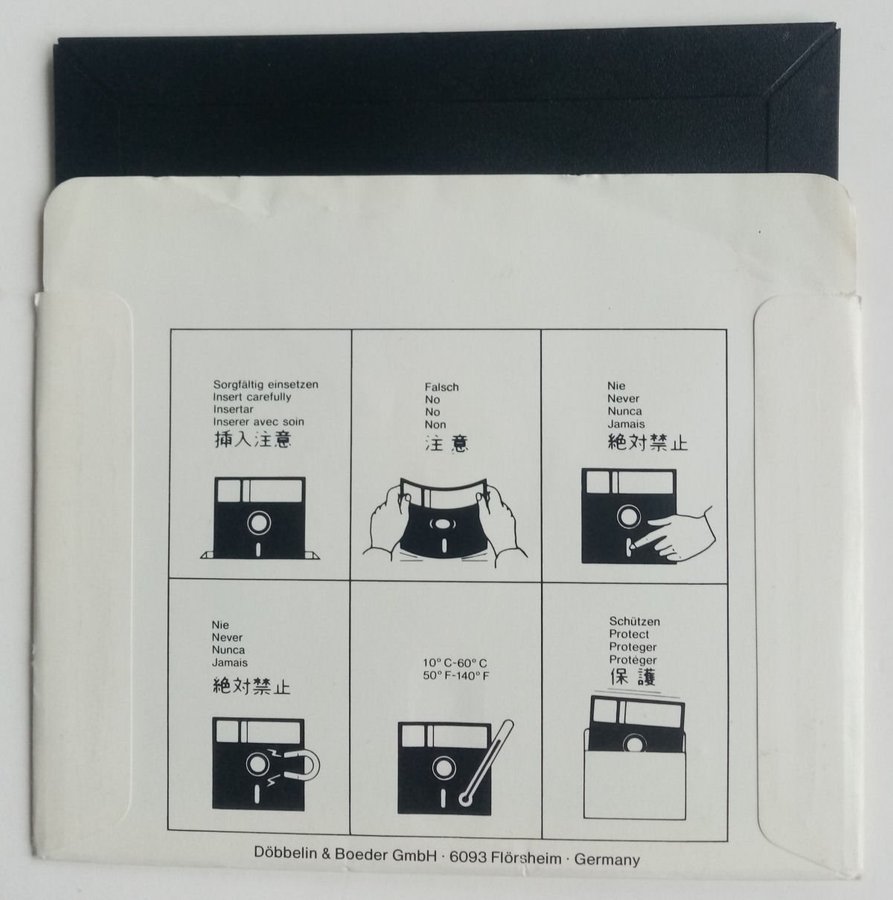 Sorgfältig einsetzen
Insert carefully
Insertar
Inserer avec soin
挿入注意
Falsch
No
No
Non
注意
Nie
Never
Nunca
Jamais
絶対禁止
Nie
Never
Nunca
Jamais
絶対禁止
10° C-60° C
50° F-140° F
Schützen
Protect
Proteger
Protéger
保護
Döbbelin & Boeder GmbH · 6093 Flörsheim · Germany